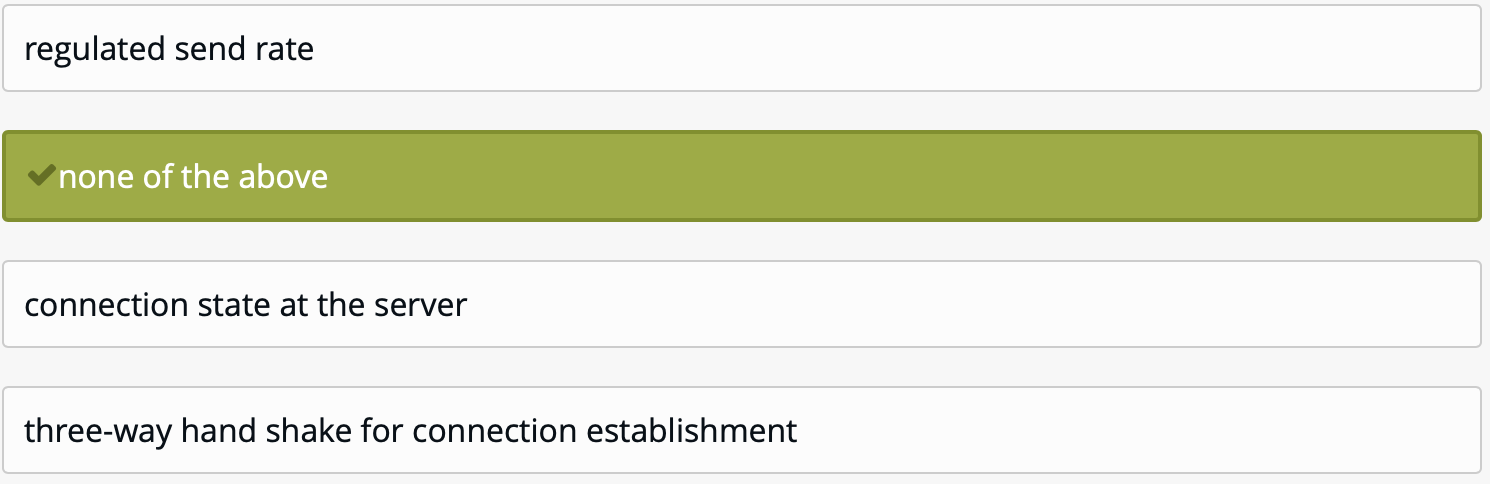 regulated send rate
none of the above
connection state at the server
three-way hand shake for connection establishment